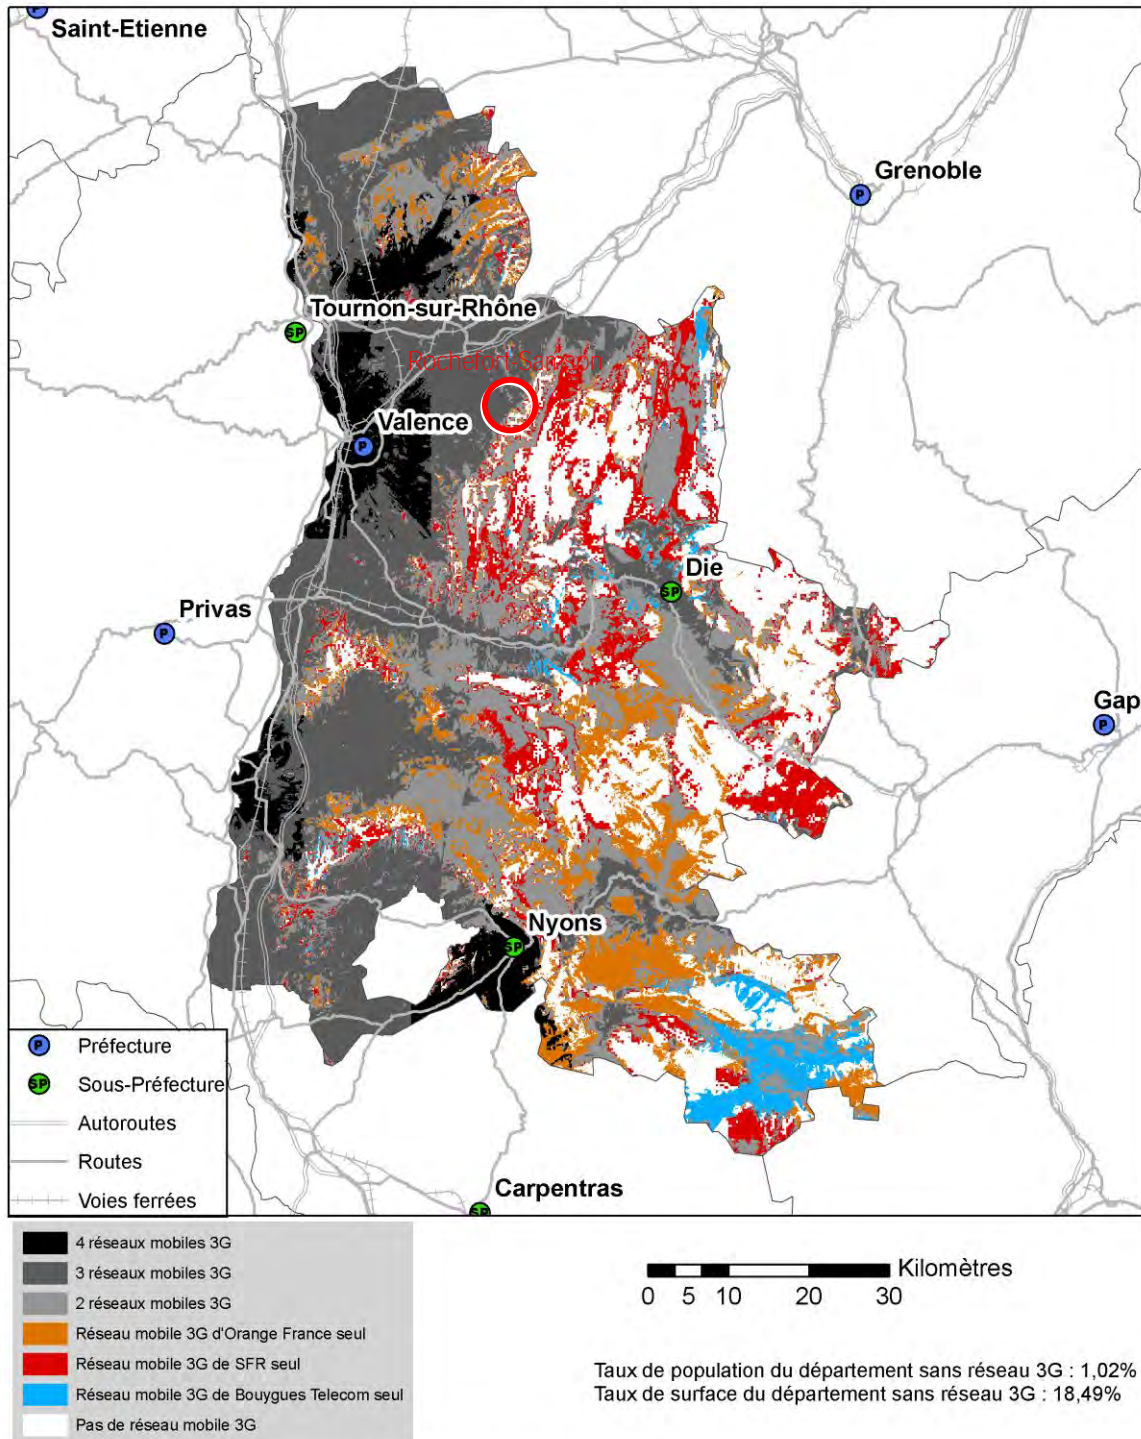 Saint-Etienne
Grenoble
P
P
Tournon-sur-Rhône
SP
Rochefort-Samson
Valence
P
Die
SP
Privas
P
Gap
P
Nyons
SP
Carpentras
SP
P Préfecture
SP Sous-Préfecture
Autoroutes
Routes
Voies ferrées
4 réseaux mobiles 3G
3 réseaux mobiles 3G
2 réseaux mobiles 3G
Réseau mobile 3G d'Orange France seul
Réseau mobile 3G de SFR seul
Réseau mobile 3G de Bouygues Telecom seul
Pas de réseau mobile 3G
Kilomètres
0 5 10 20 30
Taux de population du département sans réseau 3G : 1,02%
Taux de surface du département sans réseau 3G : 18,49%